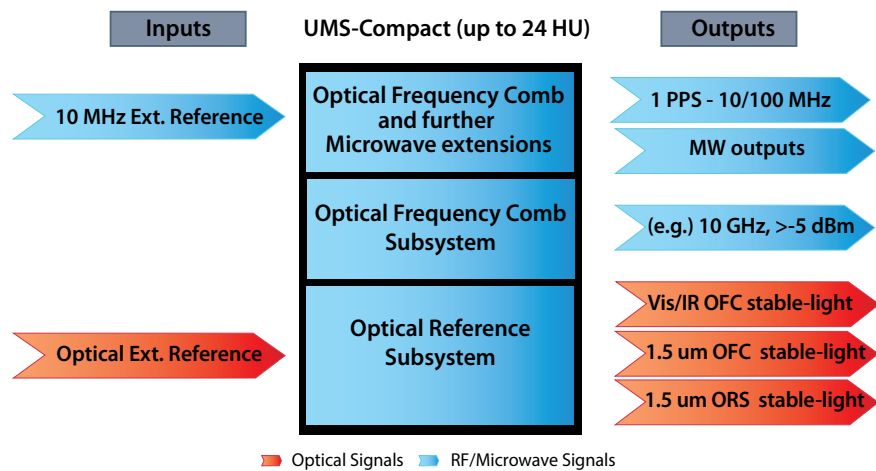 Inputs
UMS-Compact (up to 24 HU)
Outputs
10 MHz Ext. Reference
Optical Frequency Comb
and further
Microwave extensions
1 PPS - 10/100 MHz
MW outputs
Optical Frequency Comb
Subsystem
(e.g.) 10 GHz, >-5 dBm
Optical Ext. Reference
Optical Reference
Subsystem
Vis/IR OFC stable-light
1.5 um OFC stable-light
1.5 um ORS stable-light
Optical Signals
RF/Microwave Signals